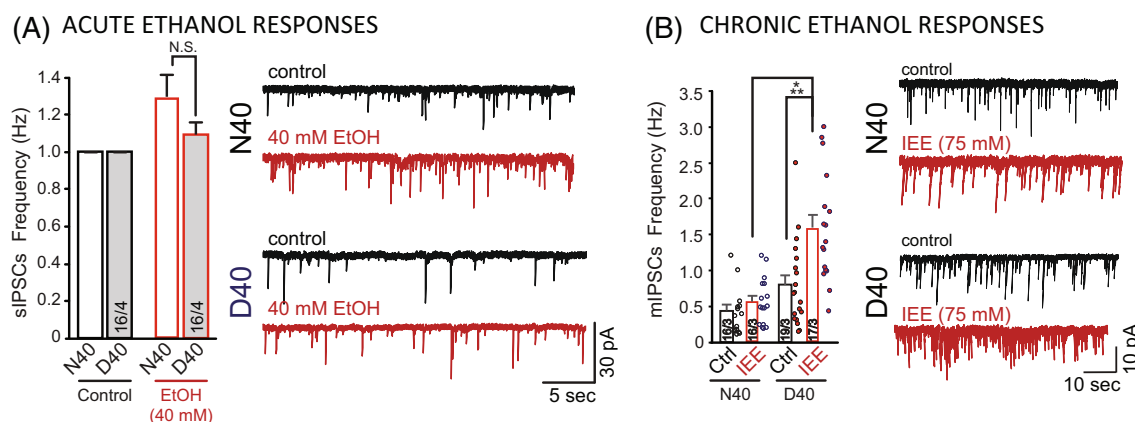 (A) ACUTE ETHANOL RESPONSES
N.S.
sIPSCs Frequency (Hz)
1.4
1.2
1.0
0.8
0.6
0.4
0.2
0
16/4
16/4
N40
D40
N40
D40
Control
EtOH
(40 mM)
N40
control
40 mM EtOH
D40
control
40 mM EtOH
30 pA
5 sec
(B) CHRONIC ETHANOL RESPONSES
*
**
mIPSCs Frequency (Hz)
3.5
3.0
2.5
2.0
1.5
1.0
0.5
0.0
16/3
16/3
19/3
17/3
Ctrl
IEE
Ctrl
IEE
N40
D40
N40
control
IEE (75 mM)
D40
control
IEE (75 mM)
10 pA
10 sec